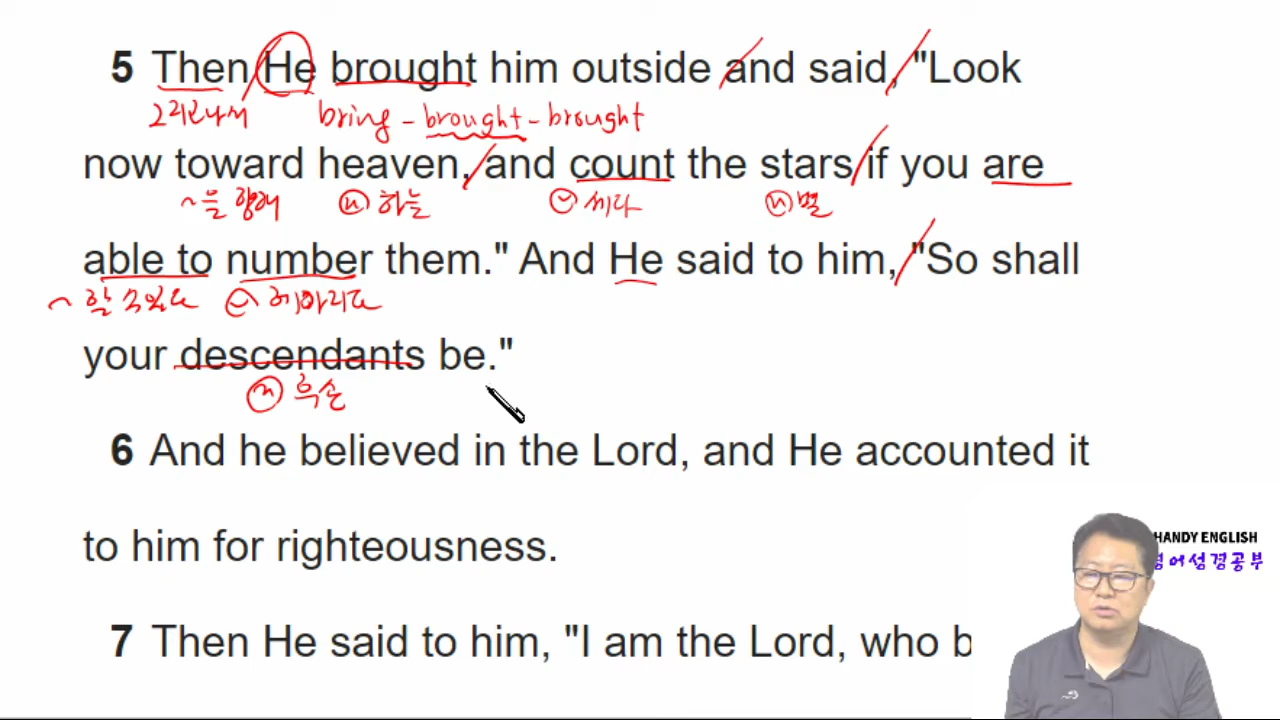 5 Then He brought him outside and said, "Look
그리고나서 bring - brought - brought
now toward heaven, and count the stars if you are
~을 향해 ⓝ 하늘 ⓥ 세다 ⓝ 별
able to number them." And He said to him, "So shall
~할 수 있다 ⓥ 헤아리다
your descendants be."
ⓝ 후손
6 And he believed in the Lord, and He accounted it
to him for righteousness.
HANDY ENGLISH
영어성경공부
7 Then He said to him, "I am the Lord, who b